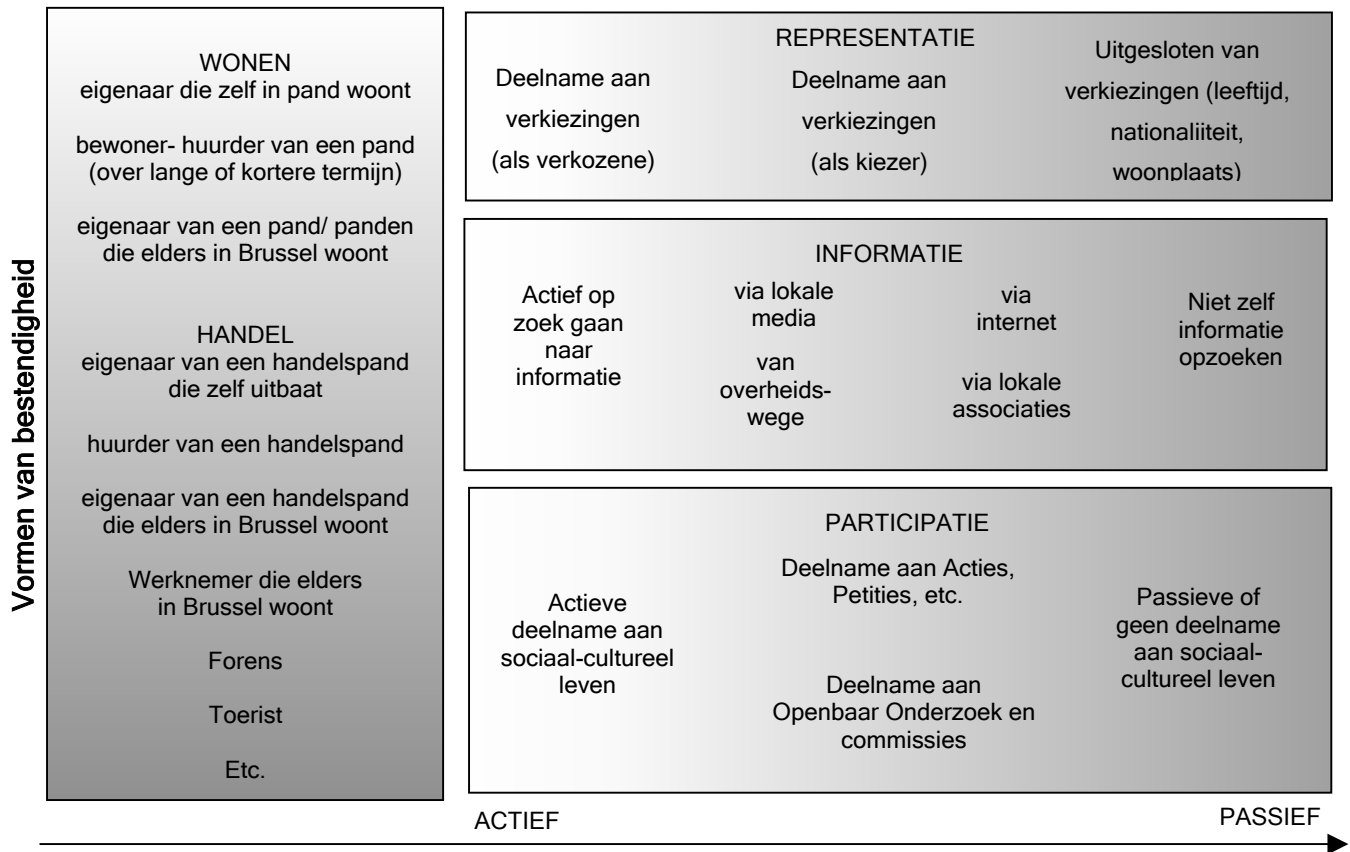 Vormen van bestendigheid
WONEN
eigenaar die zelf in pand woont
bewoner- huurder van een pand
(over lange of kortere termijn)
eigenaar van een pand/ panden
die elders in Brussel woont
HANDEL
eigenaar van een handelspand
die zelf uitbaat
huurder van een handelspand
eigenaar van een handelspand
die elders in Brussel woont
Werknemer die elders
in Brussel woont
Forens
Toerist
Etc.
REPRESENTATIE
Deelname aan
verkiezingen
(als verkozene)
Deelname aan
verkiezingen
(als kiezer)
Uitgesloten van
verkiezingen (leeftijd,
nationaliiteit,
woonplaats)
INFORMATIE
Actief op
zoek gaan
naar
informatie
via lokale
media
van
overheids-
wege
via
internet
via lokale
associaties
Niet zelf
informatie
opzoeken
PARTICIPATIE
Actieve
deelname aan
sociaal-cultureel
leven
Deelname aan Acties,
Petities, etc.
Deelname aan
Openbaar Onderzoek en
commissies
Passieve of
geen deelname
aan sociaal-
cultureel leven
ACTIEF
PASSIEF